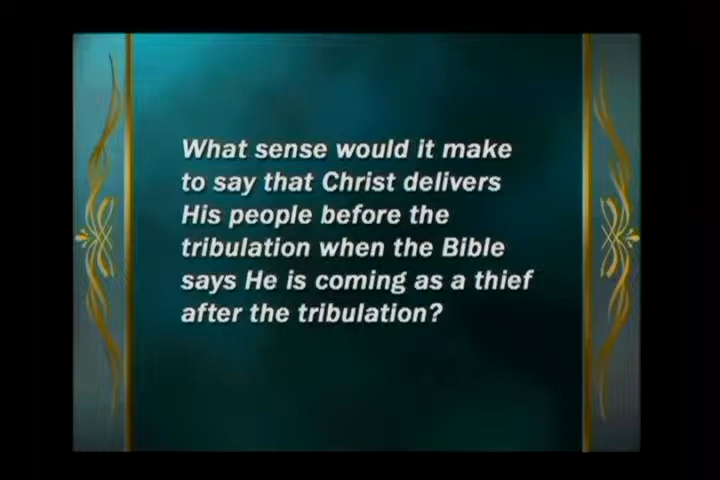 What sense would it make
to say that Christ delivers
His people before the
tribulation when the Bible
says He is coming as a thief
after the tribulation?